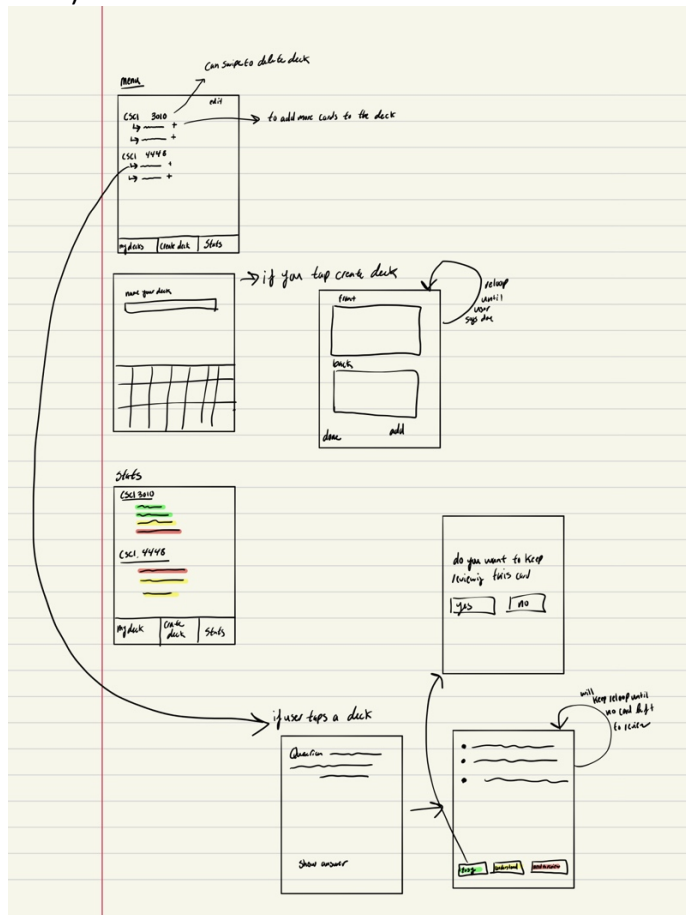 can swipe to delete deck
menu
edit
CSCI 3010
+
to add more cards to the deck
+
CSCI 4448
+
+
my decks | create deck | Stats
if you tap create deck
name your deck
front
reloop
until
user
says done
back
done add
Stats
CSCI 3010
CSCI 4448
my deck | create deck | Stats
do you want to keep
reviewing this card
yes no
if user taps a deck
will
keep reloop until
no card left
to review
Question
Show answer
understand